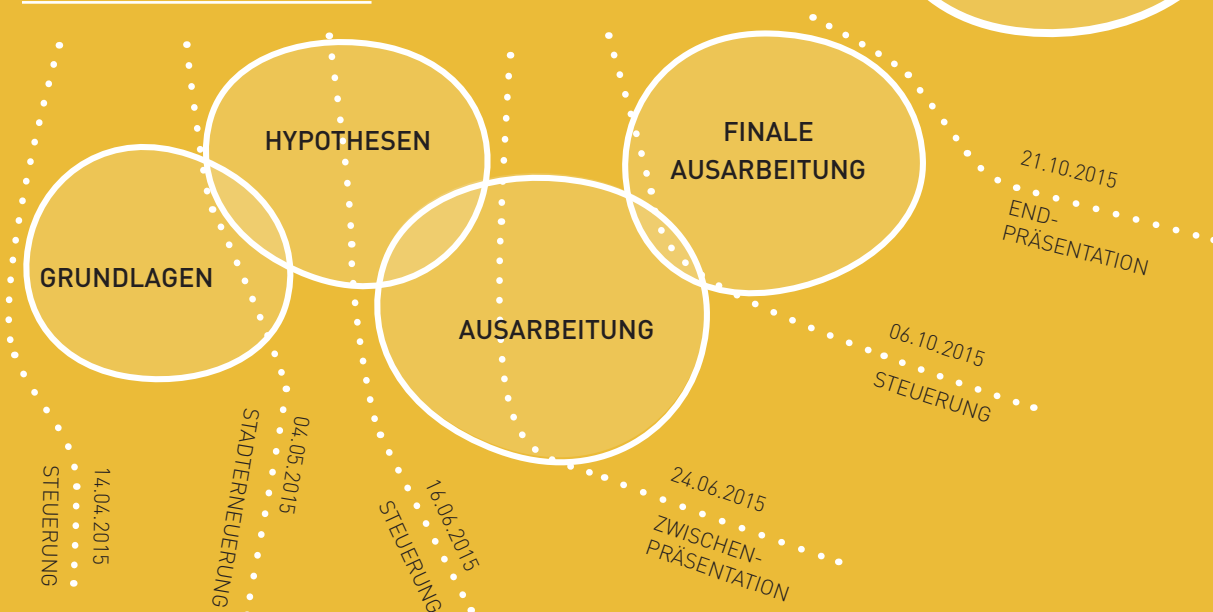 HYPOTHESEN
FINALE
AUSARBEITUNG
GRUNDLAGEN
AUSARBEITUNG
14.04.2015
STEUERUNG
04.05.2015
STADTERNEUERUNG
16.06.2015
STEUERUNG
24.06.2015
ZWISCHEN-
PRÄSENTATION
06.10.2015
STEUERUNG
21.10.2015
END-
PRÄSENTATION